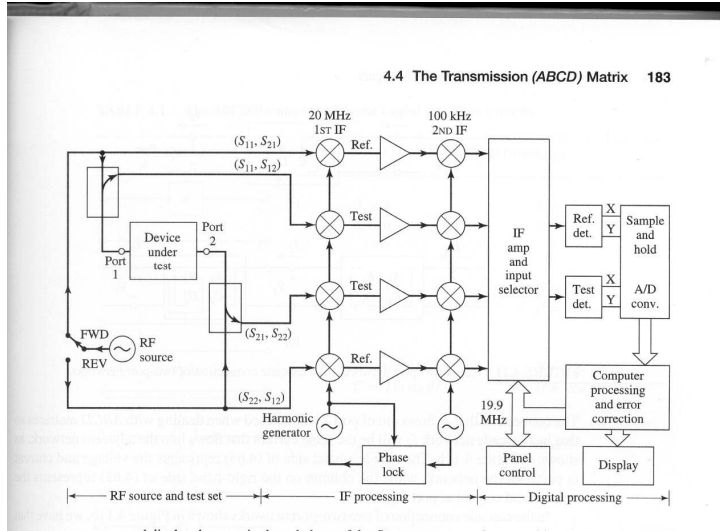 4.4 The Transmission (ABCD) Matrix 183
20 MHz
1ST IF
100 kHz
2ND IF
(S11, S21)
Ref.
(S11, S12)
Test
Device
under
test
Port
1
Port
2
Test
(S21, S22)
FWD
REV
RF
source
Ref.
(S22, S12)
Harmonic
generator
Phase
lock
IF
amp
and
input
selector
19.9
MHz
Panel
control
Ref.
det.
X
Y
Test
det.
X
Y
Sample
and
hold
A/D
conv.
Computer
processing
and error
correction
Display
RF source and test set
IF processing
Digital processing